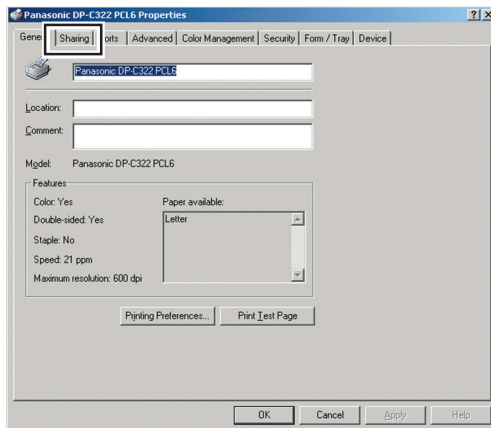 Panasonic DP-C322 PCL6 Properties
Sharing Advanced Color Management Security Form / Tray Device
Panasonic DP-C322 PCL6
Location:
Comment:
Model: Panasonic DP-C322 PCL6
Features
Color: Yes Paper available:
Double-sided: Yes Letter
Staple: No
Speed: 21 ppm
Maximum resolution: 600 dpi
Printing Preferences... Print Test Page
OK Cancel Apply Help